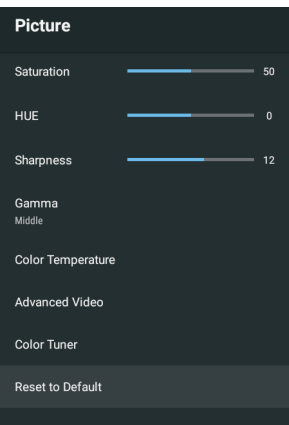 Picture
Saturation 50
HUE 0
Sharpness 12
Gamma
Middle
Color Temperature
Advanced Video
Color Tuner
Reset to Default